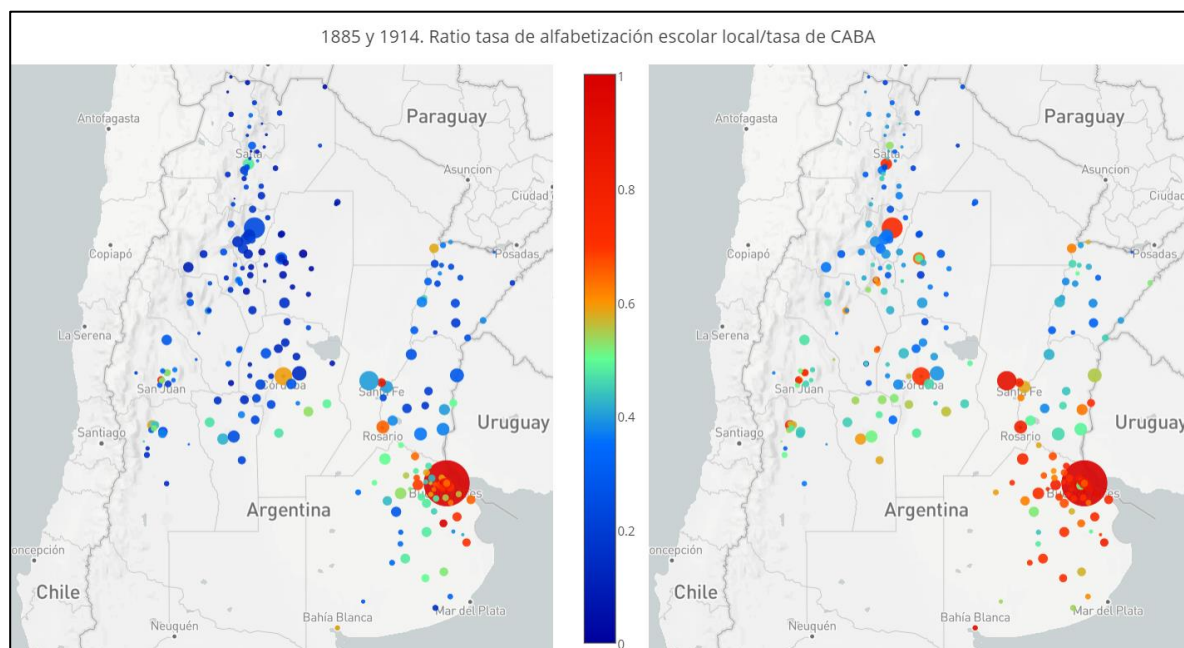 1885 y 1914. Ratio tasa de alfabetización escolar local/tasa de CABA
Antofagasta
Paraguay
Salta
Asuncion
Ciudad
Copiapó
Posadas
La Serena
San Juan
Córdoba
Santa Fe
Santiago
Rosario
Uruguay
Argentina
oncepción
Chile
Mar del Plata
Bahía Blanca
Neuquén
1
0.8
0.6
0.4
0.2
0
Antofagasta
Paraguay
Salta
Asuncion
Ciudad
Copiapó
Posadas
La Serena
San Juan
Córdoba
Santa Fe
Santiago
Rosario
Uruguay
Argentina
oncepción
Chile
Mar del Plata
Bahía Blanca
Neuquén